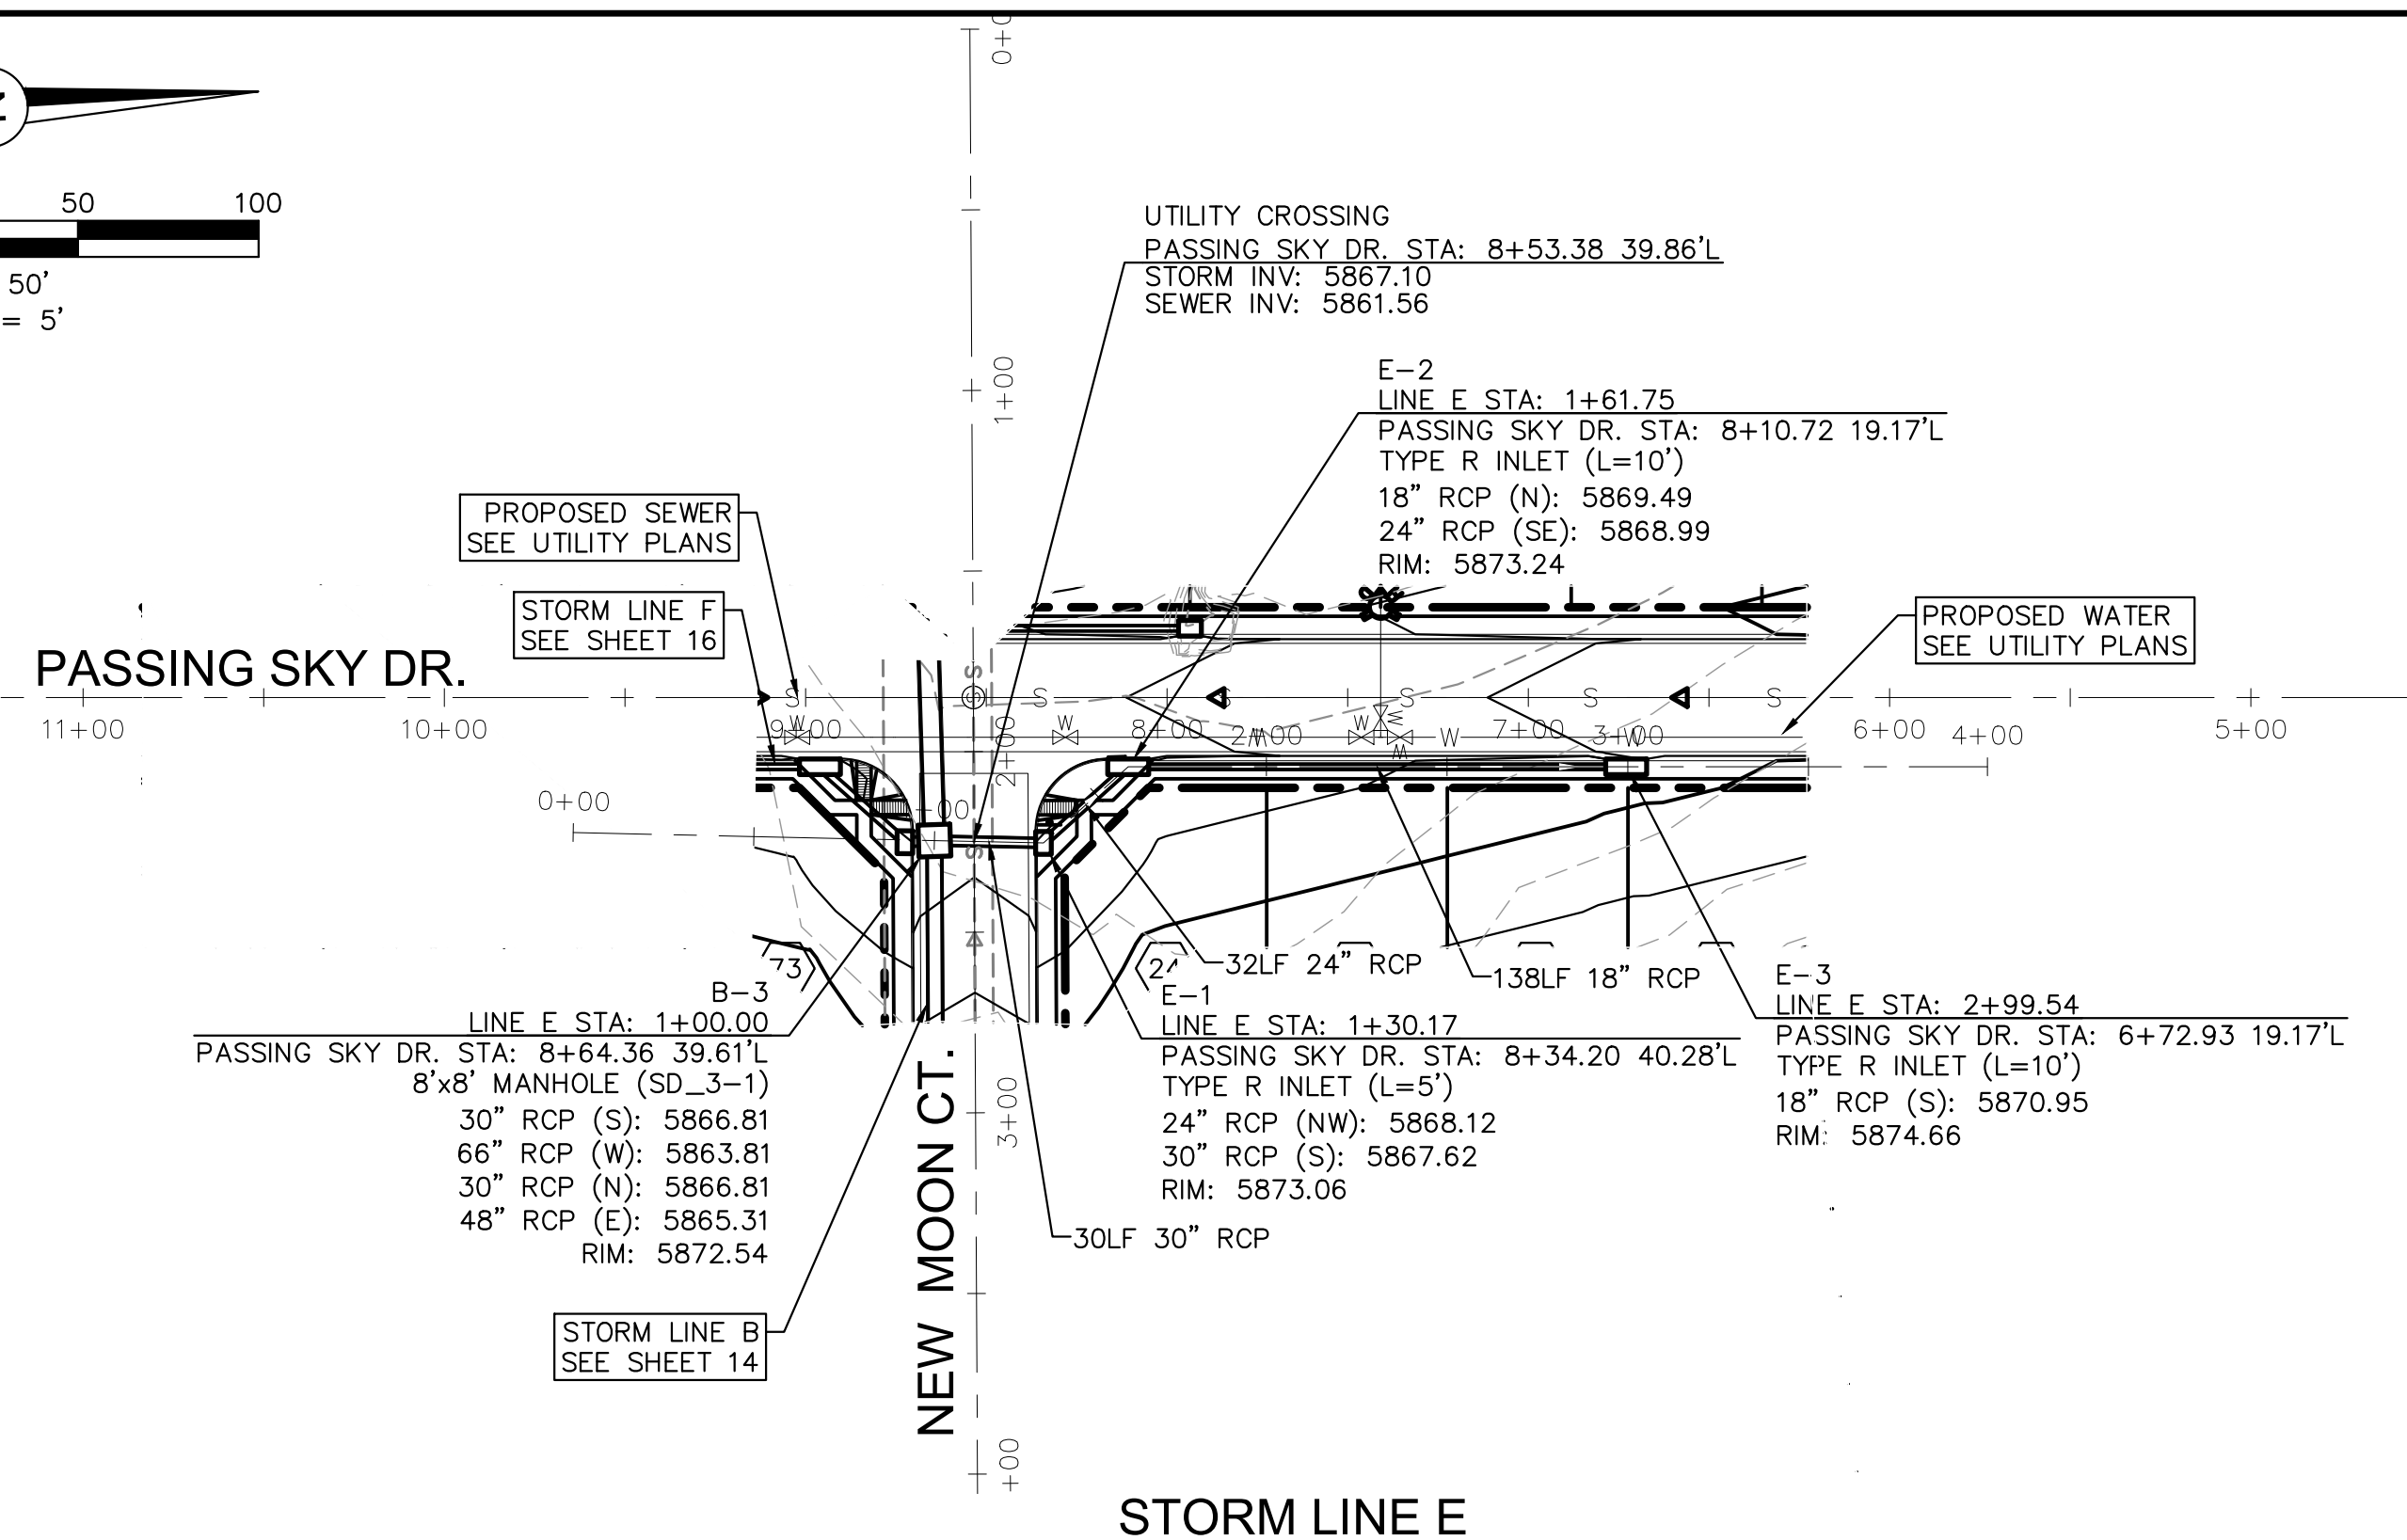 0+0
50 100
50'
= 5'
UTILITY CROSSING
PASSING SKY DR. STA: 8+53.38 39.86'L
STORM INV: 5867.10
SEWER INV: 5861.56
1+00
E-2
LINE E STA: 1+61.75
PASSING SKY DR. STA: 8+10.72 19.17'L
TYPE R INLET (L=10')
18" RCP (N): 5869.49
24" RCP (SE): 5868.99
RIM: 5873.24
PROPOSED SEWER
SEE UTILITY PLANS
STORM LINE F
SEE SHEET 16
PROPOSED WATER
SEE UTILITY PLANS
PASSING SKY DR.
S S S S S S S
W W W W W W W
11+00 10+00 9+00 8+00 2+00 7+00 3+00 6+00 4+00 5+00
2+00
0+00
+00
S
73
24
32LF 24" RCP
138LF 18" RCP
B-3
LINE E STA: 1+00.00
PASSING SKY DR. STA: 8+64.36 39.61'L
8'x8' MANHOLE (SD_3-1)
30" RCP (S): 5866.81
66" RCP (W): 5863.81
30" RCP (N): 5866.81
48" RCP (E): 5865.31
RIM: 5872.54
E-1
LINE E STA: 1+30.17
PASSING SKY DR. STA: 8+34.20 40.28'L
TYPE R INLET (L=5')
24" RCP (NW): 5868.12
30" RCP (S): 5867.62
RIM: 5873.06
E-3
LINE E STA: 2+99.54
PASSING SKY DR. STA: 6+72.93 19.17'L
TYPE R INLET (L=10')
18" RCP (S): 5870.95
RIM: 5874.66
30LF 30" RCP
NEW MOON CT.
3+00
STORM LINE B
SEE SHEET 14
+00
STORM LINE E